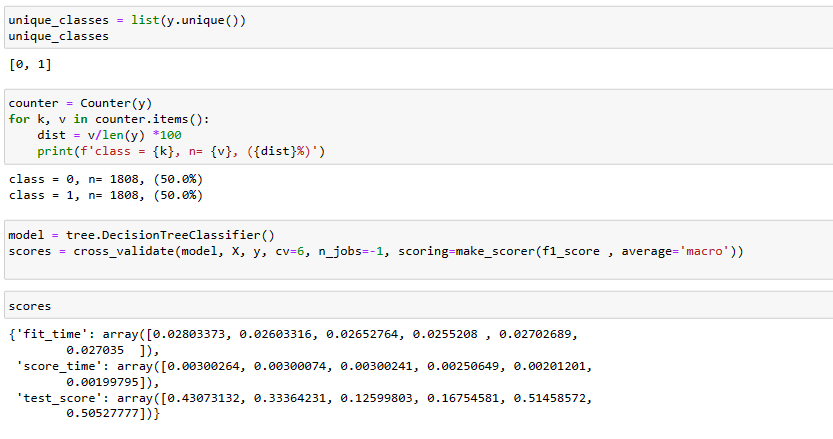 unique_classes = list(y.unique())
unique_classes
[0, 1]
counter = Counter(y)
for k, v in counter.items():
    dist = v/len(y) *100
    print(f'class = {k}, n= {v}, ({dist}%)')
class = 0, n= 1808, (50.0%)
class = 1, n= 1808, (50.0%)
model = tree.DecisionTreeClassifier()
scores = cross_validate(model, X, y, cv=6, n_jobs=-1, scoring=make_scorer(f1_score , average='macro'))
scores
{'fit_time': array([0.02803373, 0.02603316, 0.02652764, 0.0255208 , 0.02702689,
        0.027035  ]),
 'score_time': array([0.00300264, 0.00300074, 0.00300241, 0.00250649, 0.00201201,
        0.00199795]),
 'test_score': array([0.43073132, 0.33364231, 0.12599803, 0.16754581, 0.51458572,
        0.50527777])}